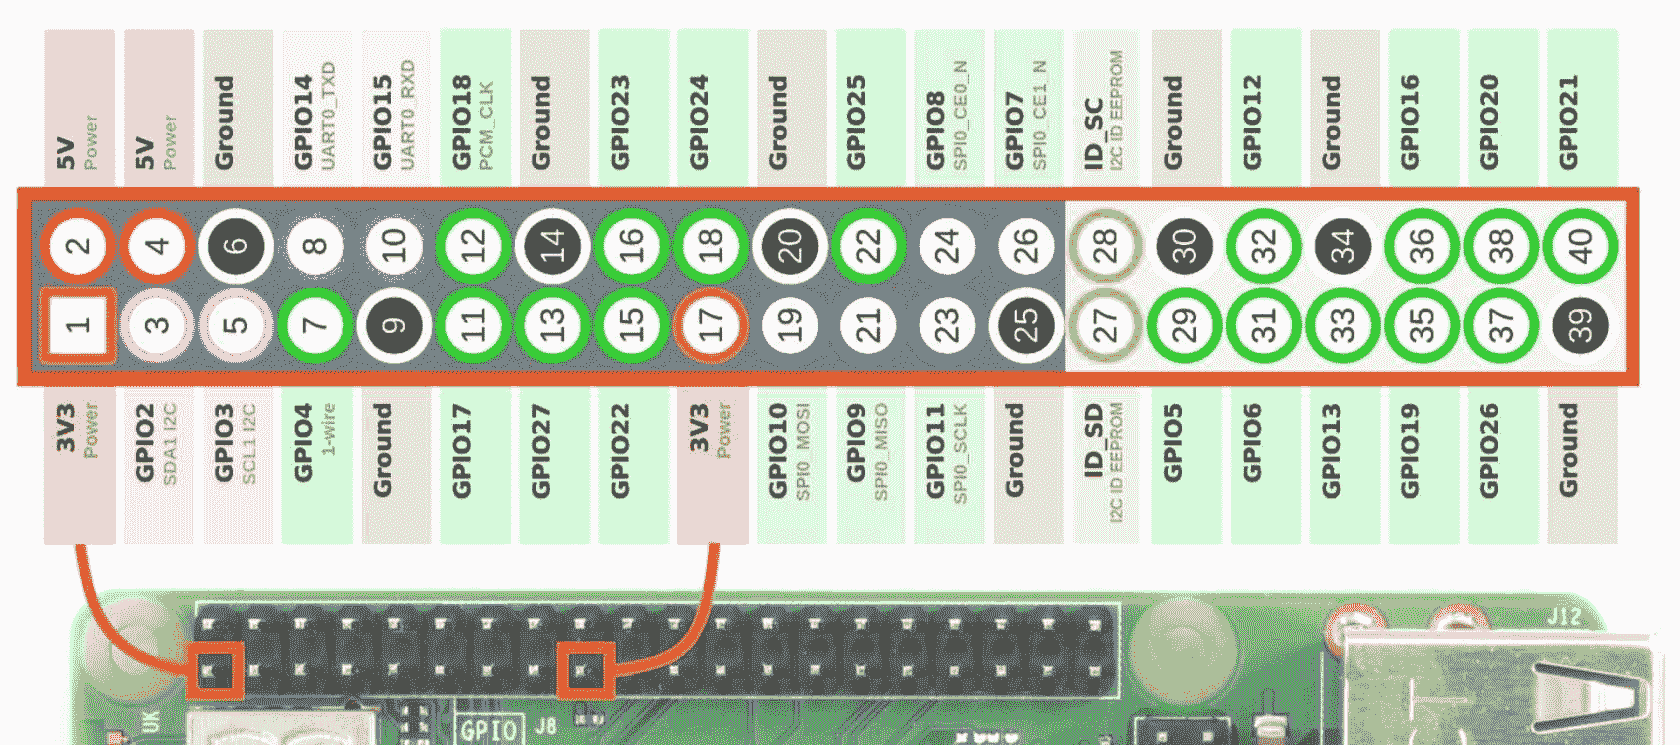 5V
Power
5V
Power
Ground
GPIO14
UART0_TXD
GPIO15
UART0_RXD
GPIO18
PCM_CLK
Ground
GPIO23
GPIO24
Ground
GPIO25
GPIO8
SPI0_CE0_N
GPIO7
SPI0_CE1_N
ID_SC
I2C ID EEPROM
Ground
GPIO12
Ground
GPIO16
GPIO20
GPIO21
2 4 6 8 10 12 14 16 18 20 22 24 26 28 30 32 34 36 38 40
1 3 5 7 9 11 13 15 17 19 21 23 25 27 29 31 33 35 37 39
3V3
Power
GPIO2
SDA1 I2C
GPIO3
SCL1 I2C
GPIO4
1-wire
Ground
GPIO17
GPIO27
GPIO22
3V3
Power
GPIO10
SPI0_MOSI
GPIO9
SPI0_MISO
GPIO11
SPI0_SCLK
Ground
ID_SD
I2C ID EEPROM
GPIO5
GPIO6
GPIO13
GPIO19
GPIO26
Ground
J12
UK
GPIO
J8